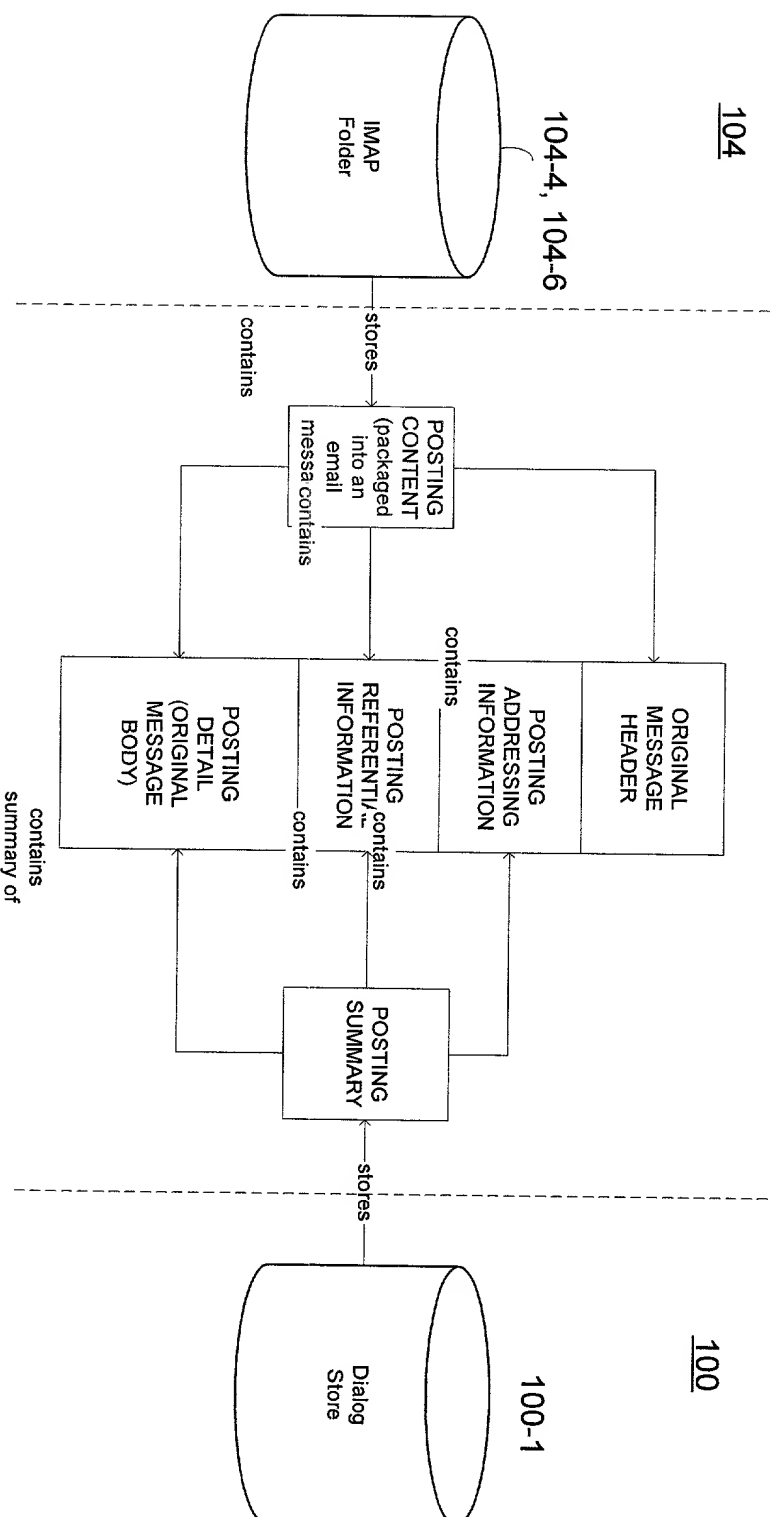 104
104-4, 104-6
IMAP
Folder
stores
contains
POSTING
CONTENT
(packaged
into an
email
messa
contains
ORIGINAL
MESSAGE
HEADER
POSTING
ADDRESSING
INFORMATION
contains
POSTING
REFERENTIAL
INFORMATION
contains
POSTING
DETAIL
(ORIGINAL
MESSAGE
BODY)
contains
contains
summary of
POSTING
SUMMARY
stores
100
100-1
Dialog
Store